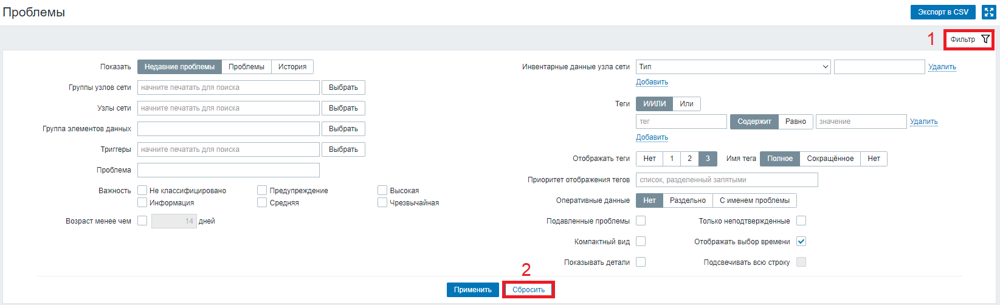 Проблемы
Экспорт в CSV
1 Фильтр
Показать Недавние проблемы Проблемы История
Группы узлов сети начните печатать для поиска Выбрать
Узлы сети начните печатать для поиска Выбрать
Группа элементов данных Выбрать
Триггеры начните печатать для поиска Выбрать
Проблема
Важность Не классифицировано Предупреждение Высокая
Информация Средняя Чрезвычайная
Возраст менее чем 14 дней
Инвентарные данные узла сети Тип Удалить
Добавить
Теги И/ИЛИ Или
тег Содержит Равно значение Удалить
Добавить
Отображать теги Нет 1 2 3 Имя тега Полное Сокращённое Нет
Приоритет отображения тегов список, разделенный запятыми
Оперативные данные Нет Раздельно С именем проблемы
Подавленные проблемы Только неподтвержденные
Компактный вид Отображать выбор времени
Показывать детали Подсвечивать всю строку
2
Применить Сбросить